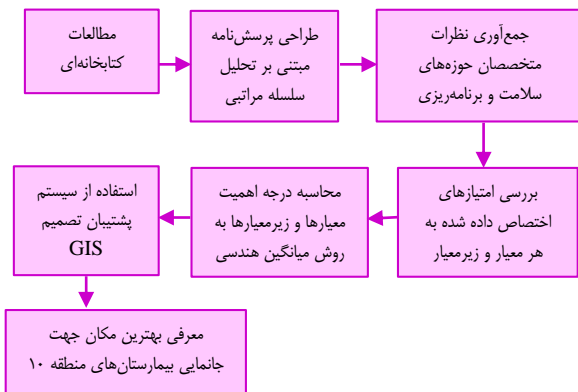 مطالعات
کتابخانه‌ای
طراحی پرسش‌نامه
مبتنی بر تحلیل
سلسله مراتبی
جمع‌آوری نظرات
متخصصان حوزه‌های
سلامت و برنامه‌ریزی
بررسی امتیازهای
اختصاص داده شده به
هر معیار و زیرمعیار
محاسبه درجه اهمیت
معیارها و زیرمعیارها به
روش میانگین هندسی
استفاده از سیستم
پشتیبان تصمیم
GIS
معرفی بهترین مکان جهت
جانمایی بیمارستان‌های منطقه ۱۰